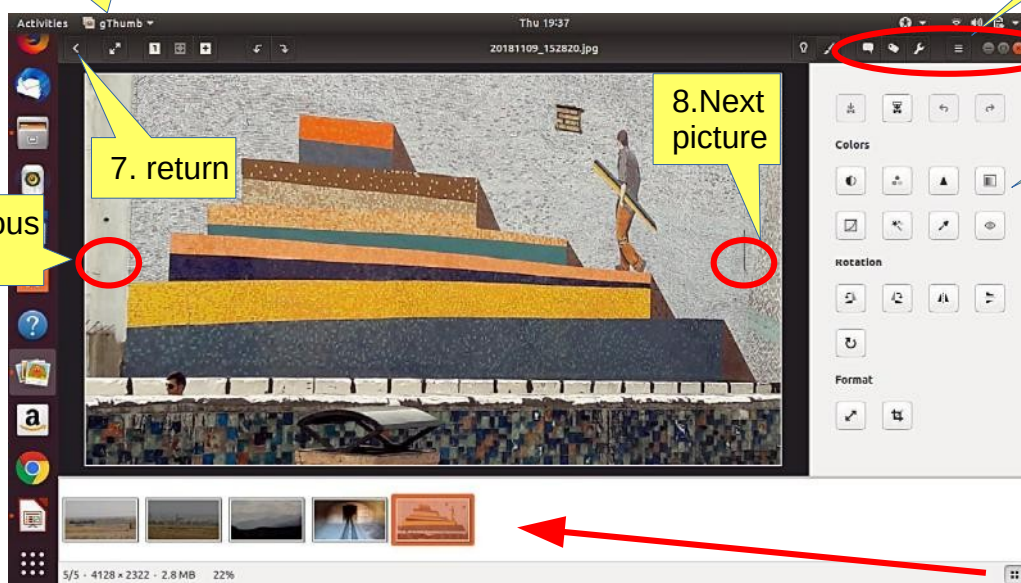 Activities gThumb Thu 19:37
20181109_152820.jpg
8.Next
picture
7. return
ous
Colors
Rotation
Format
a
5/5 - 4128 × 2322 - 2.8 MB 22%